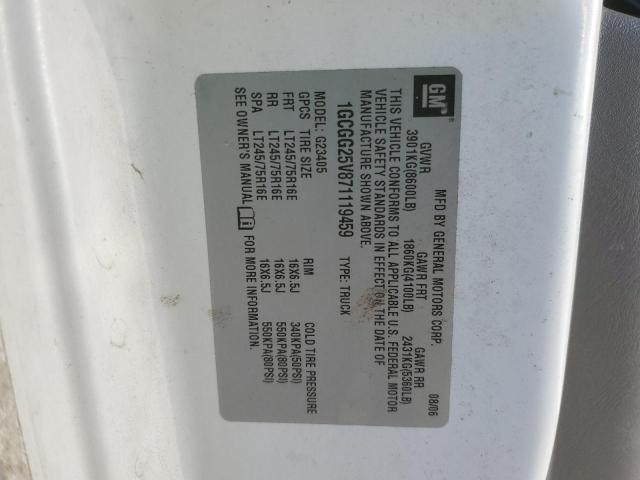 GM
MFD BY GENERAL MOTORS CORP. 08/06
GVWR GAWR FRT GAWR RR
3901KG(8600LB) 1860KG(4100LB) 2431KG(5360LB)
THIS VEHICLE CONFORMS TO ALL APPLICABLE U.S. FEDERAL MOTOR
VEHICLE SAFETY STANDARDS IN EFFECT ON THE DATE OF
MANUFACTURE SHOWN ABOVE.
1GCGG25V871119459 TYPE: TRUCK
MODEL: G23405
GPCS TIRE SIZE RIM COLD TIRE PRESSURE
FRT LT245/75R16E 16X6.5J 340KPA(50PSI)
RR LT245/75R16E 16X6.5J 550KPA(80PSI)
SPA LT245/75R16E 16X6.5J 550KPA(80PSI)
SEE OWNER'S MANUAL i FOR MORE INFORMATION.